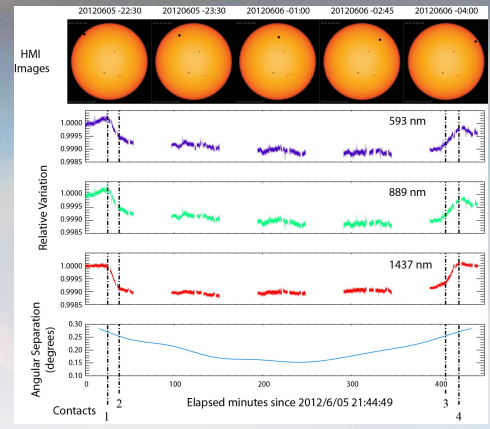 20120605 -22:30 20120605 -23:30 20120606 -01:00 20120606 -02:45 20120606 -04:00
HMI
Images
593 nm
1.0000
0.9995
0.9990
0.9985
889 nm
1.0000
0.9995
0.9990
0.9985
1437 nm
1.0000
0.9995
0.9990
0.9985
Relative Variation
0.30
0.25
0.20
0.15
0.10
Angular Separation
(degrees)
0 100 200 300 400
Elapsed minutes since 2012/6/05 21:44:49
Contacts 1 2 3 4